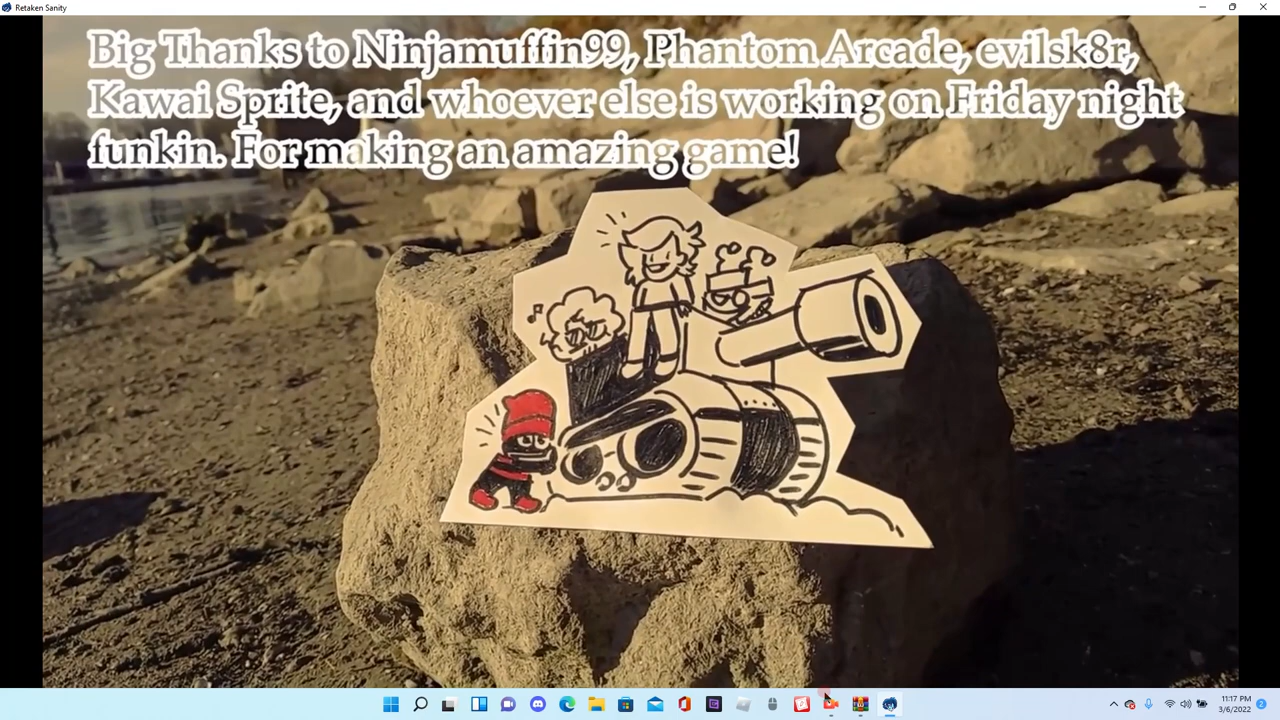 Retaken Sanity
Big Thanks to Ninjamuffin99, Phantom Arcade, evilsk8r,
Kawai Sprite, and whoever else is working on Friday night
funkin. For making an amazing game!
11:17 PM
3/6/2022
2